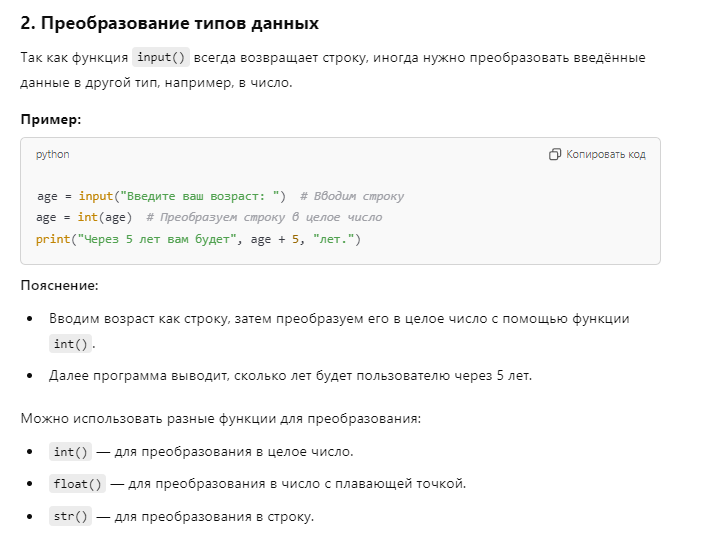 2. Преобразование типов данных
Так как функция input() всегда возвращает строку, иногда нужно преобразовать введённые
данные в другой тип, например, в число.
Пример:
python
Копировать код
age = input("Введите ваш возраст: ")  # Вводим строку
age = int(age)  # Преобразуем строку в целое число
print("Через 5 лет вам будет", age + 5, "лет.")
Пояснение:
• Вводим возраст как строку, затем преобразуем его в целое число с помощью функции
int().
• Далее программа выводит, сколько лет будет пользователю через 5 лет.
Можно использовать разные функции для преобразования:
• int() — для преобразования в целое число.
• float() — для преобразования в число с плавающей точкой.
• str() — для преобразования в строку.